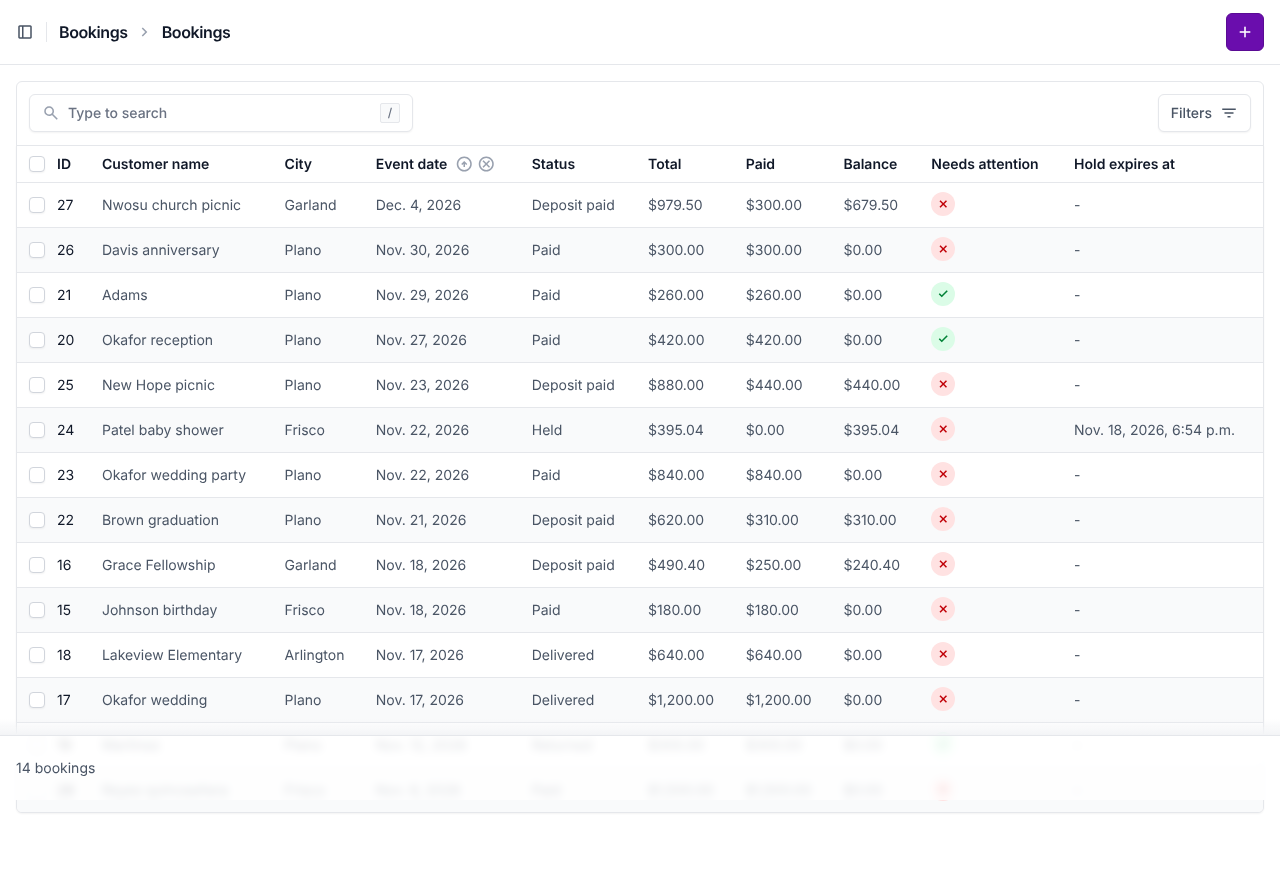 Bookings > Bookings
Type to search /
Filters
ID Customer name City Event date Status Total Paid Balance Needs attention Hold expires at
27 Nwosu church picnic Garland Dec. 4, 2026 Deposit paid $979.50 $300.00 $679.50 -
26 Davis anniversary Plano Nov. 30, 2026 Paid $300.00 $300.00 $0.00 -
21 Adams Plano Nov. 29, 2026 Paid $260.00 $260.00 $0.00 -
20 Okafor reception Plano Nov. 27, 2026 Paid $420.00 $420.00 $0.00 -
25 New Hope picnic Plano Nov. 23, 2026 Deposit paid $880.00 $440.00 $440.00 -
24 Patel baby shower Frisco Nov. 22, 2026 Held $395.04 $0.00 $395.04 Nov. 18, 2026, 6:54 p.m.
23 Okafor wedding party Plano Nov. 22, 2026 Paid $840.00 $840.00 $0.00 -
22 Brown graduation Plano Nov. 21, 2026 Deposit paid $620.00 $310.00 $310.00 -
16 Grace Fellowship Garland Nov. 18, 2026 Deposit paid $490.40 $250.00 $240.40 -
15 Johnson birthday Frisco Nov. 18, 2026 Paid $180.00 $180.00 $0.00 -
18 Lakeview Elementary Arlington Nov. 17, 2026 Delivered $640.00 $640.00 $0.00 -
17 Okafor wedding Plano Nov. 17, 2026 Delivered $1,200.00 $1,200.00 $0.00 -
14 bookings